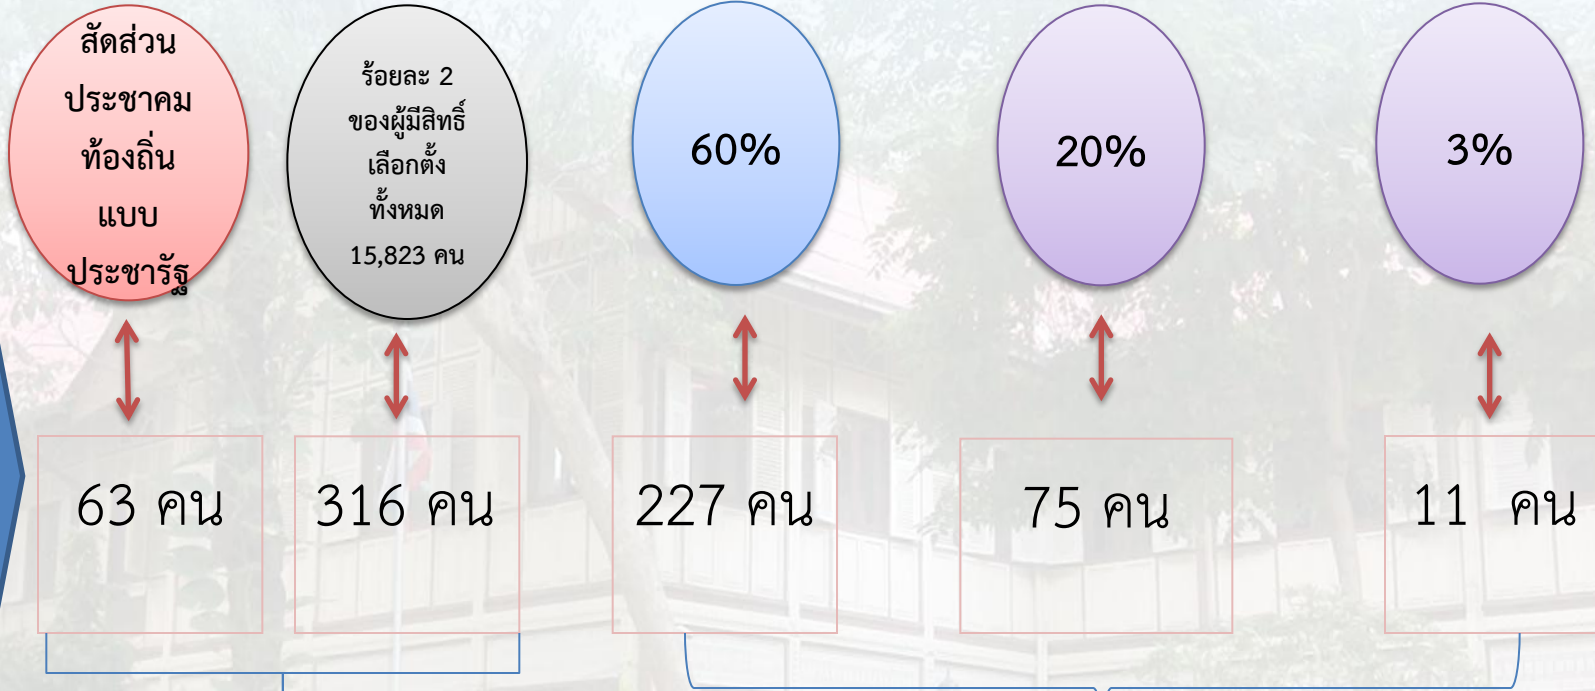 สัดส่วน
ประชาคม
ท้องถิ่น
แบบ
ประชารัฐ
ร้อยละ 2
ของผู้มีสิทธิ์
เลือกตั้ง
ทั้งหมด
15,823 คน
60%
20%
3%
63 คน
316 คน
227 คน
75 คน
11 คน